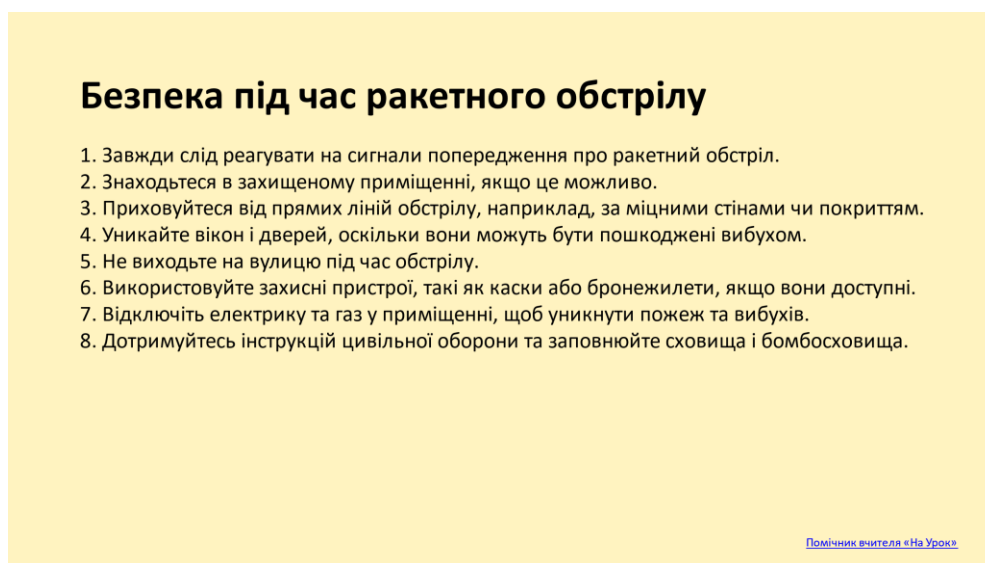 Безпека під час ракетного обстрілу
1. Завжди слід реагувати на сигнали попередження про ракетний обстріл.
2. Знаходьтеся в захищеному приміщенні, якщо це можливо.
3. Приховуйтеся від прямих ліній обстрілу, наприклад, за міцними стінами чи покриттям.
4. Уникайте вікон і дверей, оскільки вони можуть бути пошкоджені вибухом.
5. Не виходьте на вулицю під час обстрілу.
6. Використовуйте захисні пристрої, такі як каски або бронежилети, якщо вони доступні.
7. Відключіть електрику та газ у приміщенні, щоб уникнути пожеж та вибухів.
8. Дотримуйтесь інструкцій цивільної оборони та заповнюйте сховища і бомбосховища.
Помічник вчителя «На Урок»